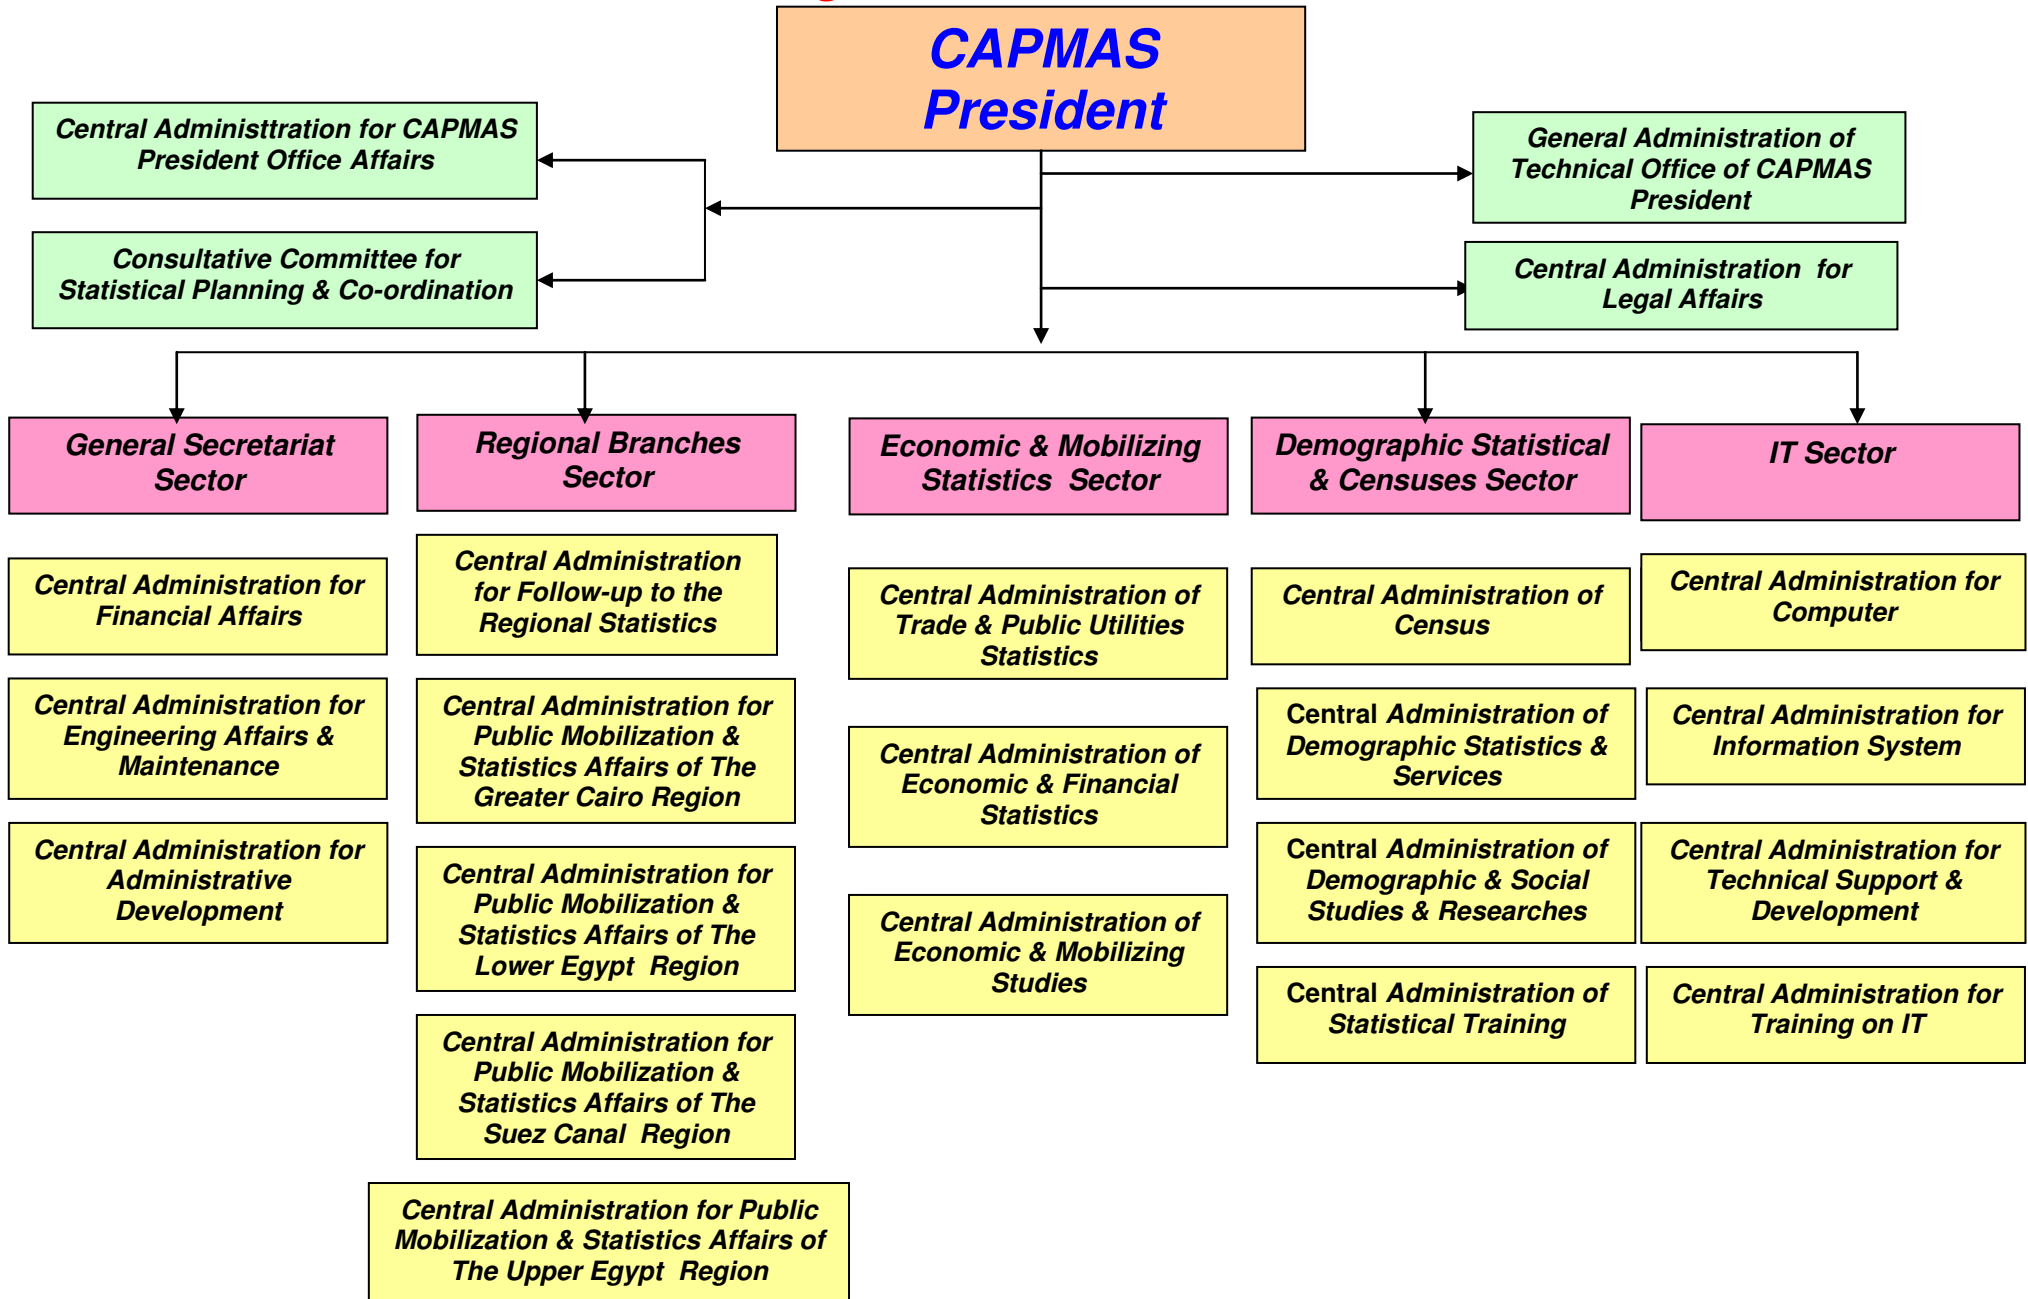 CAPMAS
President
Central Administtration for CAPMAS
President Office Affairs
General Administration of
Technical Office of CAPMAS
President
Consultative Committee for
Statistical Planning & Co-ordination
Central Administration for
Legal Affairs
General Secretariat
Sector
Central Administration for
Financial Affairs
Central Administration for
Engineering Affairs &
Maintenance
Central Administration for
Administrative
Development
Regional Branches
Sector
Central Administration
for Follow-up to the
Regional Statistics
Central Administration for
Public Mobilization &
Statistics Affairs of The
Greater Cairo Region
Central Administration for
Public Mobilization &
Statistics Affairs of The
Lower Egypt Region
Central Administration for
Public Mobilization &
Statistics Affairs of The
Suez Canal Region
Central Administration for Public
Mobilization & Statistics Affairs of
The Upper Egypt Region
Economic & Mobilizing
Statistics Sector
Central Administration of
Trade & Public Utilities
Statistics
Central Administration of
Economic & Financial
Statistics
Central Administration of
Economic & Mobilizing
Studies
Demographic Statistical
& Censuses Sector
Central Administration of
Census
Central Administration of
Demographic Statistics &
Services
Central Administration of
Demographic & Social
Studies & Researches
Central Administration of
Statistical Training
IT Sector
Central Administration for
Computer
Central Administration for
Information System
Central Administration for
Technical Support &
Development
Central Administration for
Training on IT